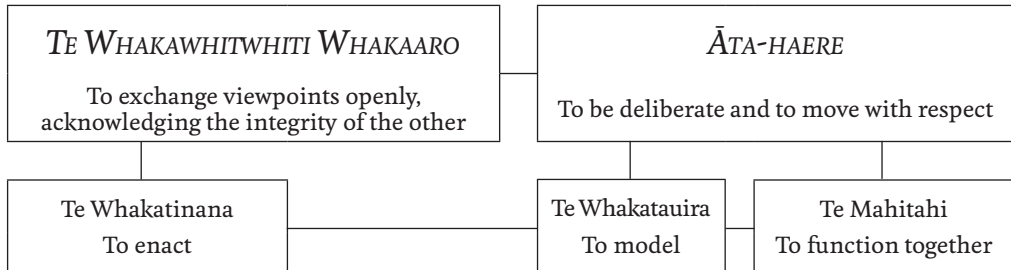 TE WHAKAWHITWHITI WHAKAARO
To exchange viewpoints openly,
acknowledging the integrity of the other
ĀTA-HAERE
To be deliberate and to move with respect
Te Whakatinana
To enact
Te Whakatauira
To model
Te Mahitahi
To function together